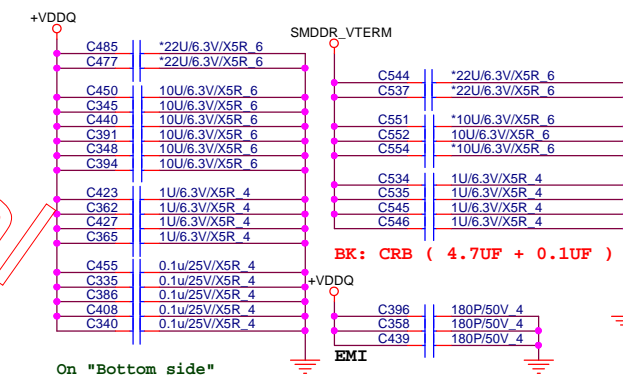 +VDDQ
C485 *22U/6.3V/X5R_6
C477 *22U/6.3V/X5R_6
C450 10U/6.3V/X5R_6
C345 10U/6.3V/X5R_6
C440 10U/6.3V/X5R_6
C391 10U/6.3V/X5R_6
C348 10U/6.3V/X5R_6
C394 10U/6.3V/X5R_6
C423 1U/6.3V/X5R_4
C362 1U/6.3V/X5R_4
C427 1U/6.3V/X5R_4
C365 1U/6.3V/X5R_4
C455 0.1u/25V/X5R_4
C335 0.1u/25V/X5R_4
C386 0.1u/25V/X5R_4
C408 0.1u/25V/X5R_4
C340 0.1u/25V/X5R_4
On "Bottom side"
SMDDR_VTERM
C544 *22U/6.3V/X5R_6
C537 *22U/6.3V/X5R_6
C551 *10U/6.3V/X5R_6
C552 10U/6.3V/X5R_6
C554 *10U/6.3V/X5R_6
C534 1U/6.3V/X5R_4
C535 1U/6.3V/X5R_4
C545 1U/6.3V/X5R_4
C546 1U/6.3V/X5R_4
BK: CRB ( 4.7UF + 0.1UF )
+VDDQ
C396 180P/50V_4
C358 180P/50V_4
C439 180P/50V_4
EMI